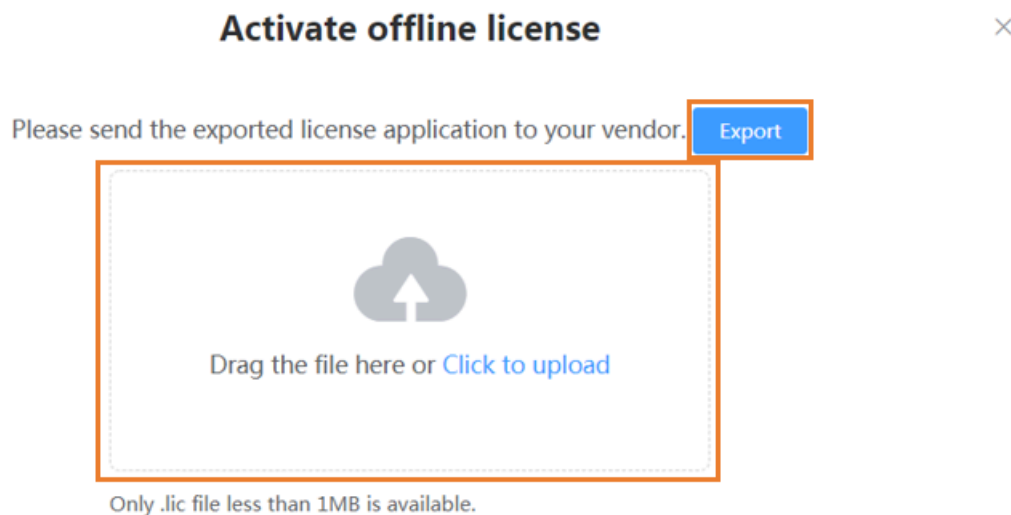 Activate offline license
Please send the exported license application to your vendor. Export
Drag the file here or Click to upload
Only .lic file less than 1MB is available.